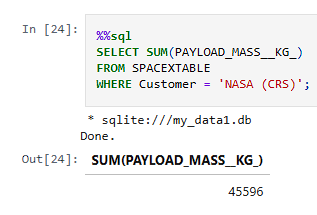 In [24]:
%%sql
SELECT SUM(PAYLOAD_MASS__KG_)
FROM SPACEXTABLE
WHERE Customer = 'NASA (CRS)';
* sqlite:///my_data1.db
Done.
Out[24]: SUM(PAYLOAD_MASS__KG_)
45596